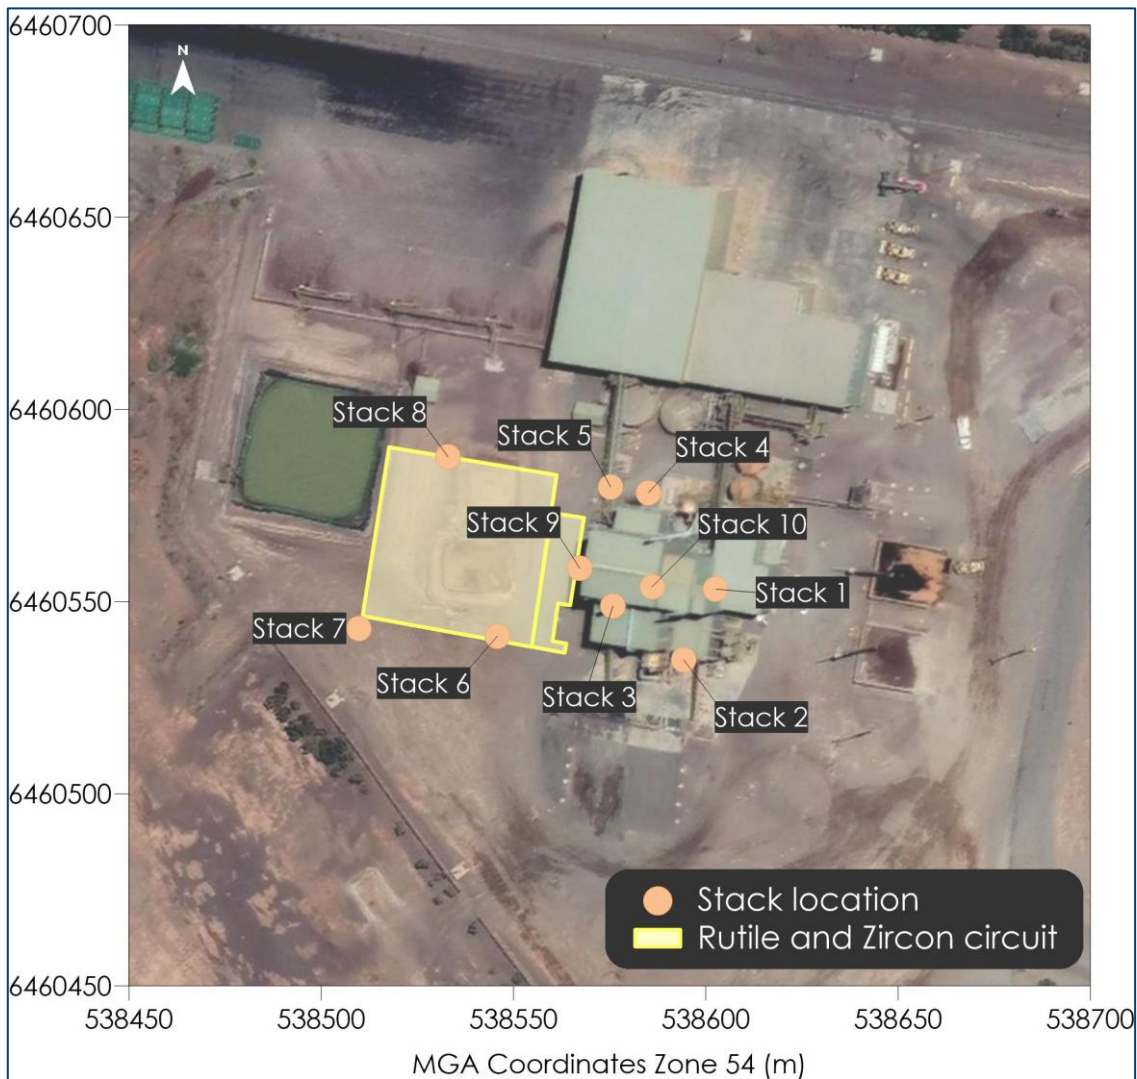 6460700
N
6460650
6460600
Stack 8
Stack 5
Stack 4
Stack 9
Stack 10
6460550
Stack 1
Stack 7
Stack 6
Stack 3
Stack 2
6460500
Stack location
Rutile and Zircon circuit
6460450
538450
538500
538550
538600
538650
538700
MGA Coordinates Zone 54 (m)